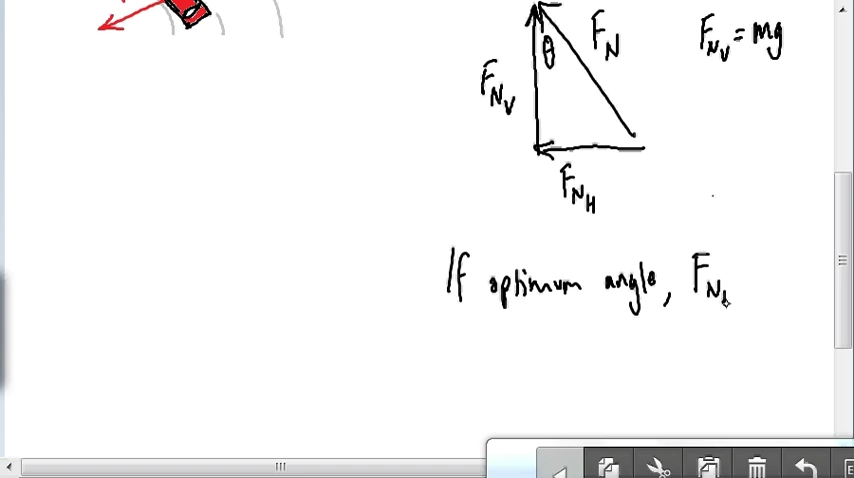 F_N
F_NV = mg
θ
F_NV
F_NH
If optimum angle, F_N